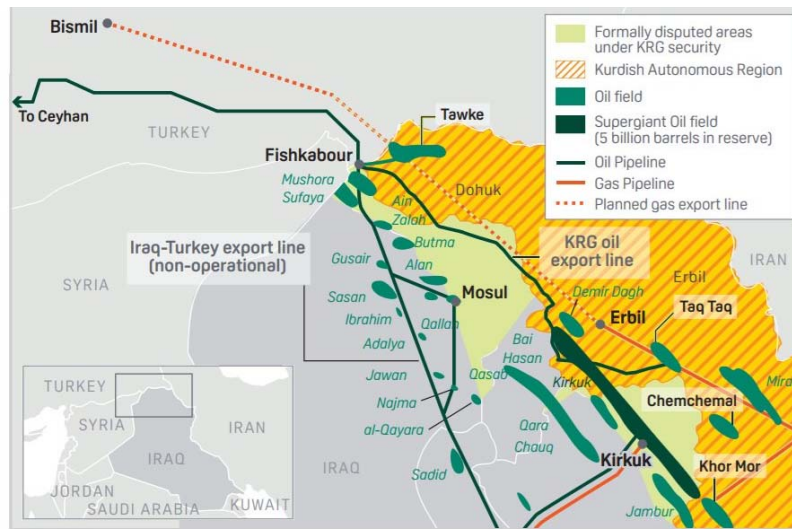 Bismil
To Ceyhan
TURKEY
Fishkabour
Tawke
Formally disputed areas
under KRG security
Kurdish Autonomous Region
Oil field
Supergiant Oil field
(5 billion barrels in reserve)
Oil Pipeline
Gas Pipeline
Planned gas export line
Mushora
Sufaya
Dohuk
Ain
Zalah
Butma
Iraq-Turkey export line
(non-operational)
Gusair
Alan
KRG oil
export line
IRAN
SYRIA
Erbil
Sasan
Mosul
Demir Dagh
Taq Taq
Ibrahim
Qallan
Erbil
Adalya
Bai
Hasan
Jawan
Qasab
Kirkuk
Mira
Najma
Chemchemal
al-Qayara
Qara
Chauq
Kirkuk
Khor Mor
IRAQ
Sadid
Jambur
TURKEY
SYRIA
IRAN
IRAQ
JORDAN
SAUDI ARABIA
KUWAIT